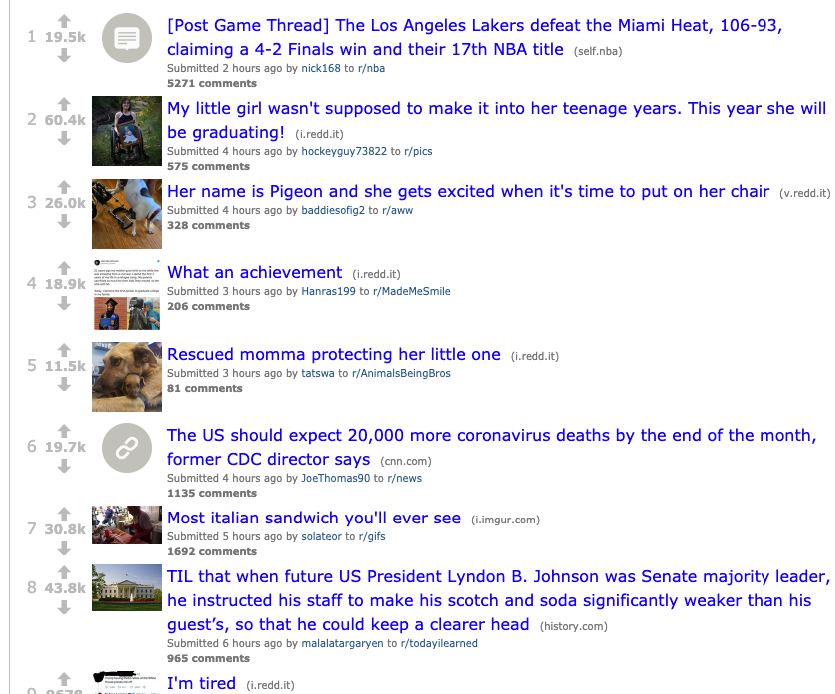 1
19.5k
[Post Game Thread] The Los Angeles Lakers defeat the Miami Heat, 106-93,
claiming a 4-2 Finals win and their 17th NBA title (self.nba)
Submitted 2 hours ago by nick168 to r/nba
5271 comments
2
60.4k
My little girl wasn't supposed to make it into her teenage years. This year she will
be graduating! (i.redd.it)
Submitted 4 hours ago by hockeyguy73822 to r/pics
575 comments
3
26.0k
Her name is Pigeon and she gets excited when it's time to put on her chair (v.redd.it)
Submitted 4 hours ago by baddiesofig2 to r/aww
328 comments
4
18.9k
What an achievement (i.redd.it)
Submitted 3 hours ago by Hanras199 to r/MadeMeSmile
206 comments
5
11.5k
Rescued momma protecting her little one (i.redd.it)
Submitted 3 hours ago by tatswa to r/AnimalsBeingBros
81 comments
6
19.7k
The US should expect 20,000 more coronavirus deaths by the end of the month,
former CDC director says (cnn.com)
Submitted 4 hours ago by JoeThomas90 to r/news
1135 comments
7
30.8k
Most italian sandwich you'll ever see (i.imgur.com)
Submitted 5 hours ago by solateor to r/gifs
1692 comments
8
43.8k
TIL that when future US President Lyndon B. Johnson was Senate majority leader,
he instructed his staff to make his scotch and soda significantly weaker than his
guest’s, so that he could keep a clearer head (history.com)
Submitted 6 hours ago by malalatargaryen to r/todayilearned
965 comments
I'm tired (i.redd.it)